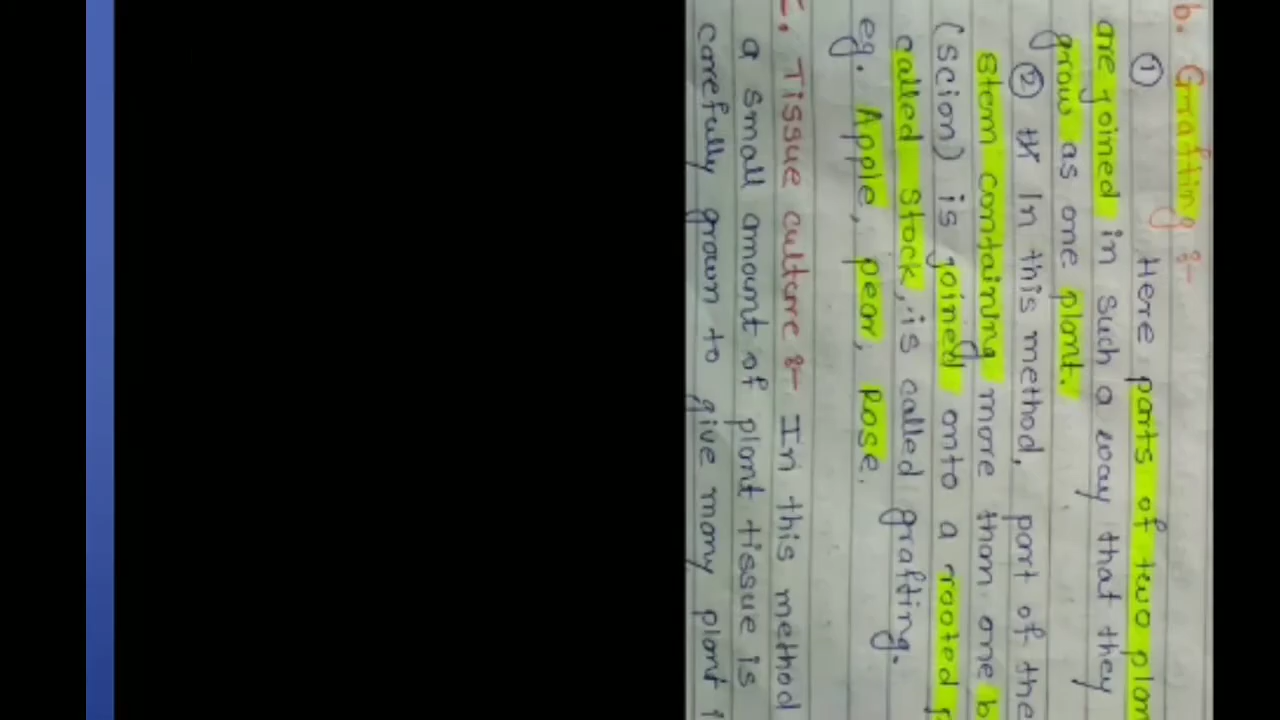 b. Grafting :-
① Here parts of two plan
are joined in such a way that they
grow as one plant.
② In this method, part of the
stem containing more than one b
(scion) is joined onto a rooted p
called stock, is called grafting.
eg. Apple, pear, Rose.
c. Tissue culture :- In this method
a small amount of plant tissue is
carefully grown to give many plant